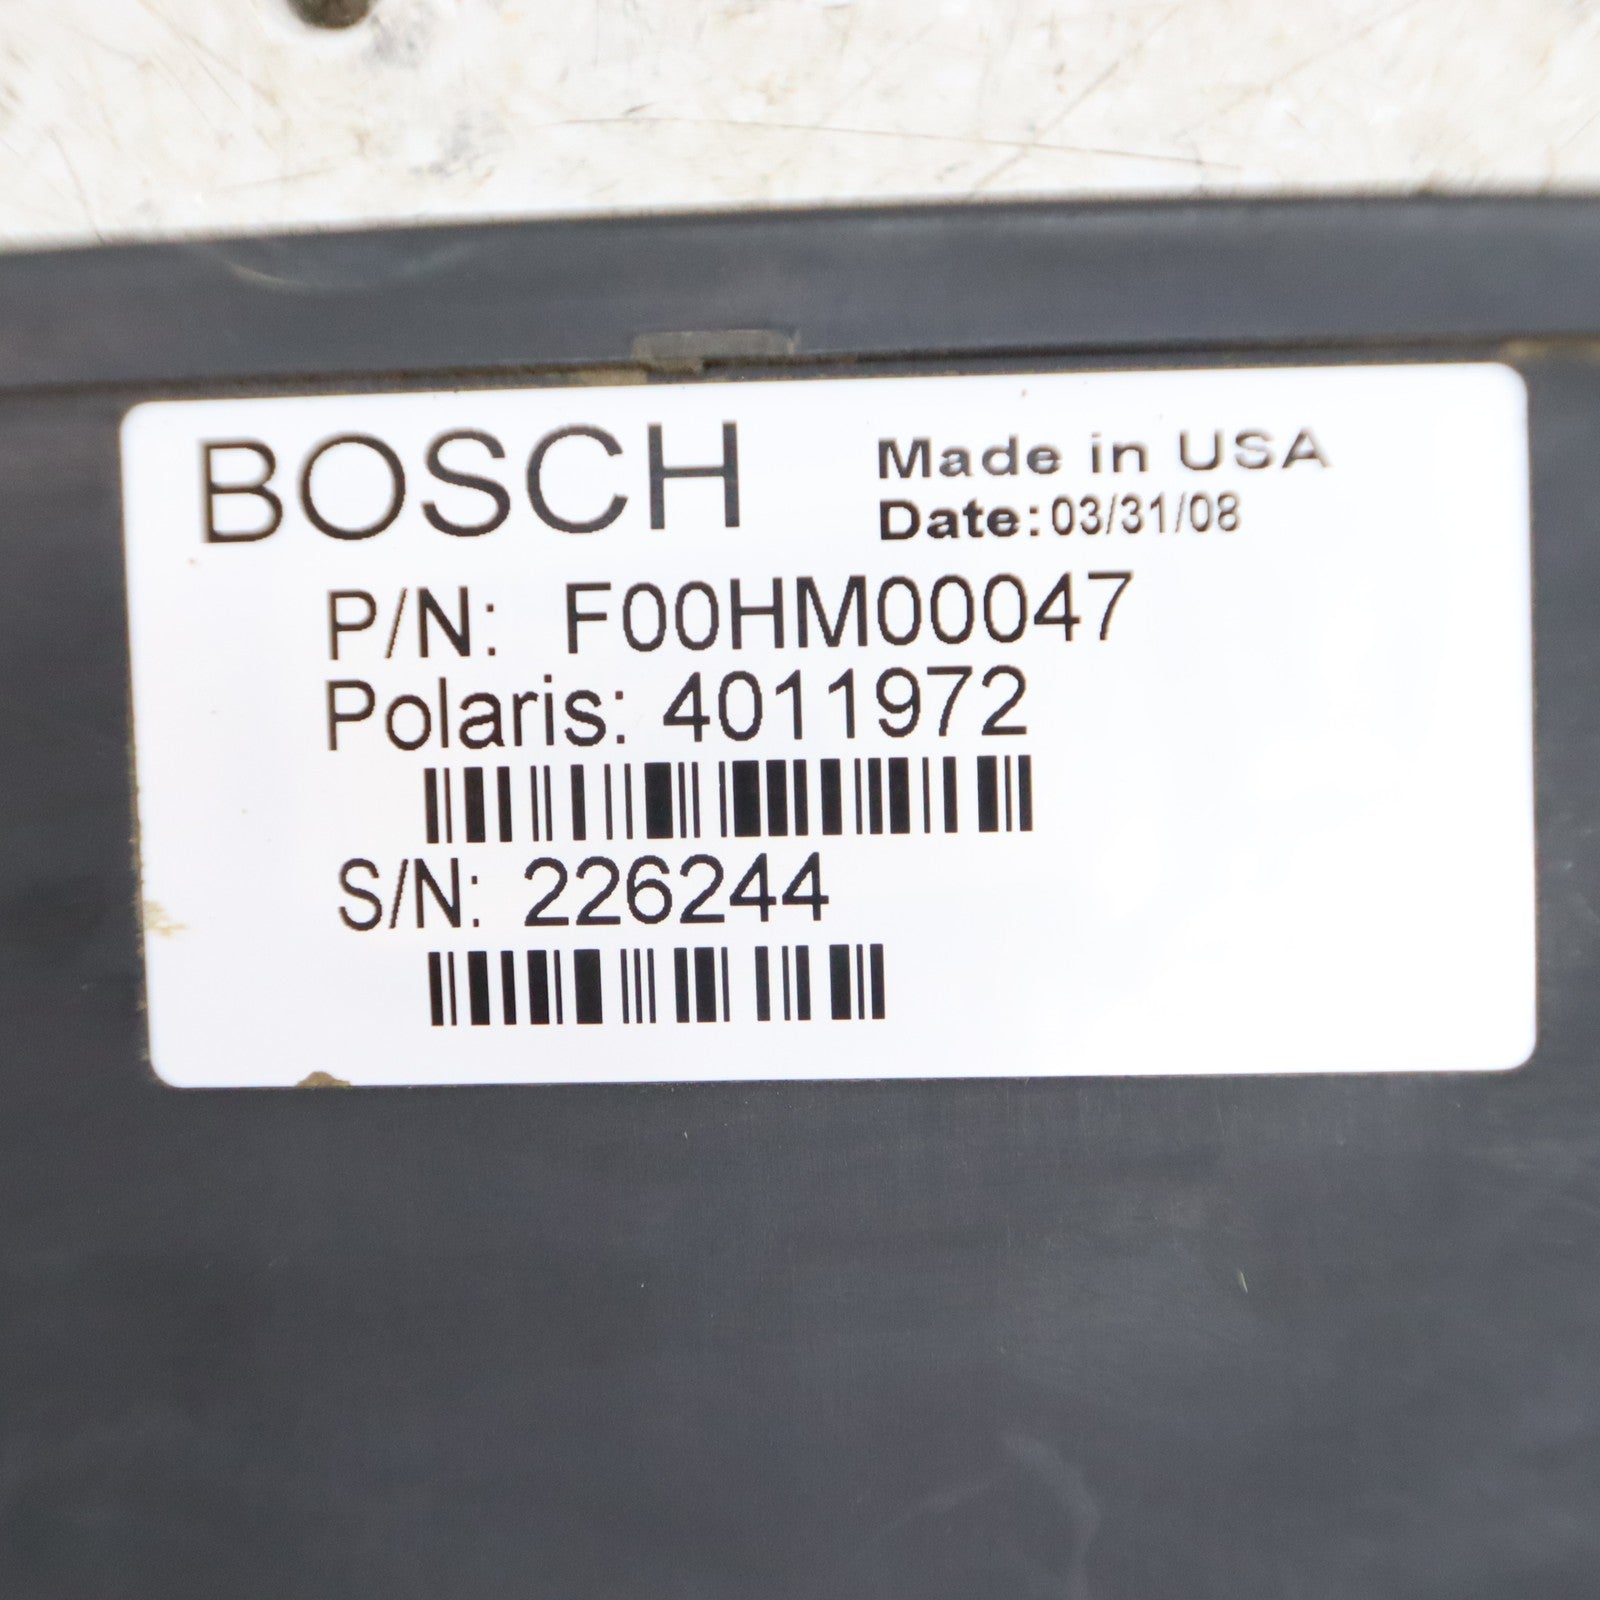 BOSCH
Made in USA
Date: 03/31/08
P/N: F00HM00047
Polaris: 4011972
S/N: 226244